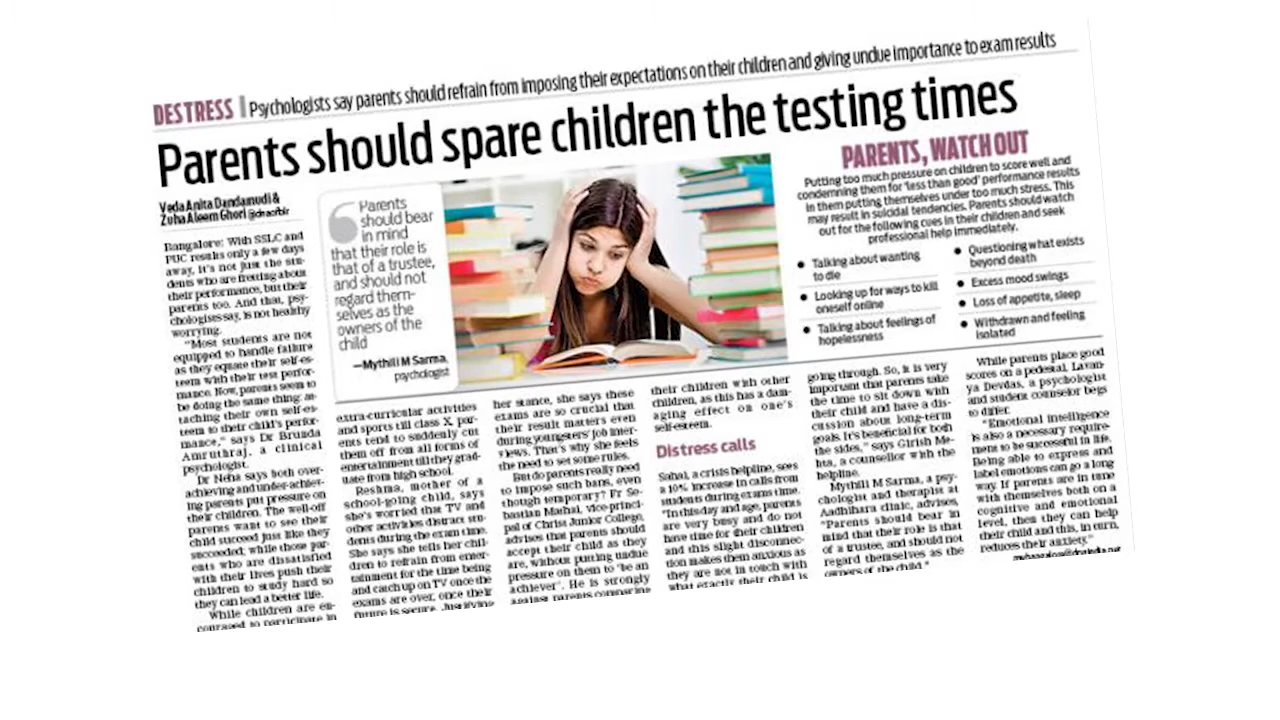 DESTRESS | Psychologists say parents should refrain from imposing their expectations on their children and giving undue importance to exam results
Parents should spare children the testing times
Veda Anita Dandamudi &
Zuha Aleem Ghori @dnaofblr
Bangalore: With SSLC and
PUC results only a few days
away, it's not just the stu-
dents who are fretting about
their performance, but their
parents too. And that, psy-
chologists say, is not healthy
worrying.
"Most students are not
equipped to handle failure
as they equate their self-es-
teem with their test perfor-
mance. Now, parents seem to
be doing the same thing: at-
taching their own self-es-
teem to their child's perfor-
mance," says Dr Brunda
Amruthraj, a clinical
psychologist.
Dr Neha says both over-
achieving and under-achiev-
ing parents put pressure on
their children. The well-off
parents want to see their
child succeed just like they
succeeded; while those par-
ents who are dissatisfied
with their lives push their
children to study hard so
they can lead a better life.
While children are en-
couraged to participate in
Parents
should bear
in mind
that their role is
that of a trustee,
and should not
regard them-
selves as the
owners of the
child
—Mythili M Sarma,
psychologist
extra-curricular activities
and sports till class X, par-
ents tend to suddenly cut
them off from all forms of
entertainment till they grad-
uate from high school.
Reshma, mother of a
school-going child, says
she's worried that TV and
other activities distract stu-
dents during the exam time.
She says she tells her chil-
dren to refrain from enter-
tainment for the time being
and catch up on TV once the
exams are over, once their
future is secure. Justifying
her stance, she says these
exams are so crucial that
their result matters even
during youngsters' job inter-
views. That's why she feels
the need to set some rules.
But do parents really need
to impose such bans, even
though temporary? Fr Se-
bastian Mathai, vice-princi-
pal of Christ Junior College,
advises that parents should
accept their child as they
are, without putting undue
pressure on them to 'be an
achiever'. He is strongly
against parents comparing
their children with other
children, as this has a dam-
aging effect on one's
self-esteem.
Distress calls
Sahai, a crisis helpline, sees
a 10% increase in calls from
students during exams time.
"In this day and age, parents
are very busy and do not
have time for their children
and this slight disconnec-
tion makes them anxious as
they are not in touch with
what exactly their child is
going through. So, it is very
important that parents take
the time to sit down with
their child and have a dis-
cussion about long-term
goals. It's beneficial for both
the sides," says Girish Me-
hta, a counsellor with the
helpline.
Mythili M Sarma, a psy-
chologist and therapist at
Aadhihara clinic, advises,
"Parents should bear in
mind that their role is that
of a trustee, and should not
regard themselves as the
owners of the child."
While parents place good
scores on a pedestal, Lavan-
ya Devdas, a psychologist
and student counselor begs
to differ.
"Emotional intelligence
is also a necessary require-
ment to be successful in life.
Being able to express and
label emotions can go a long
way. If parents are in tune
with themselves both on a
cognitive and emotional
level, then they can help
their child and this, in turn,
reduces their anxiety."
PARENTS, WATCH OUT
Putting too much pressure on children to score well and
condemning them for 'less than good' performance results
in them putting themselves under too much stress. This
may result in suicidal tendencies. Parents should watch
out for the following cues in their children and seek
professional help immediately.
• Talking about wanting
to die
• Looking up for ways to kill
oneself online
• Talking about feelings of
hopelessness
• Questioning what exists
beyond death
• Excess mood swings
• Loss of appetite, sleep
• Withdrawn and feeling
isolated